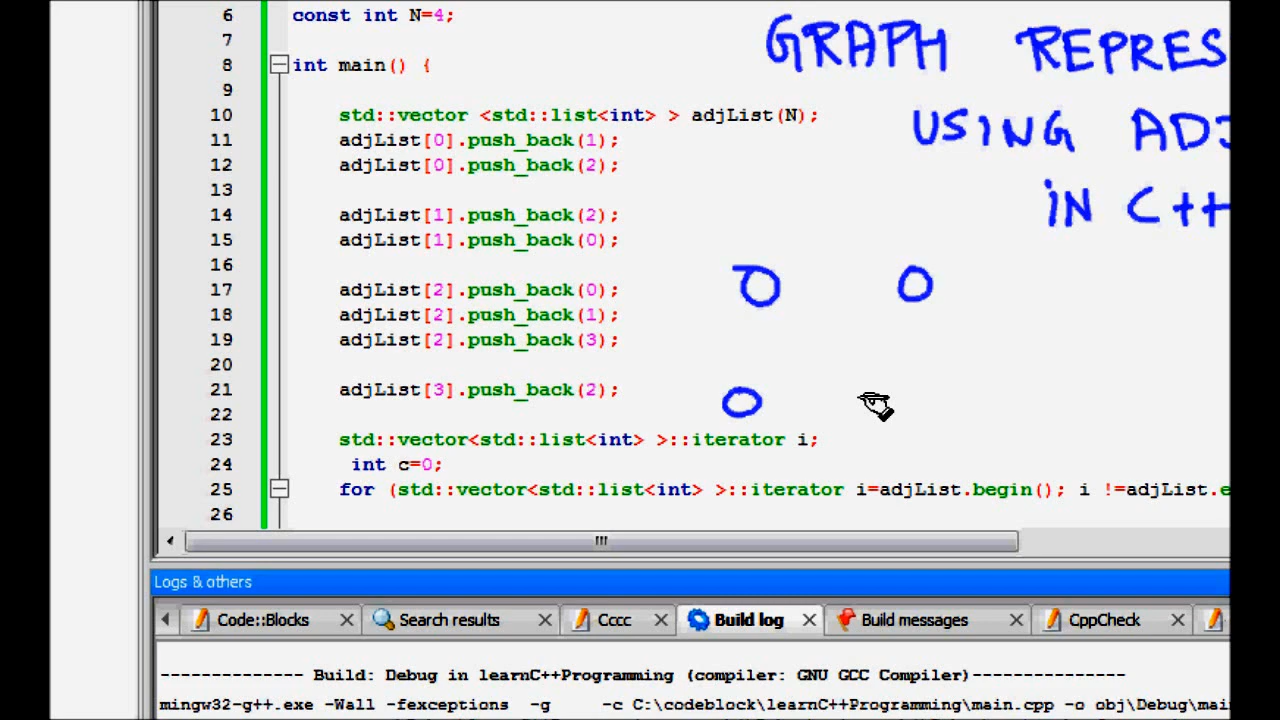 6 const int N=4;
7
8 int main() {
9
10 std::vector <std::list<int> > adjList(N);
11 adjList[0].push_back(1);
12 adjList[0].push_back(2);
13
14 adjList[1].push_back(2);
15 adjList[1].push_back(0);
16
17 adjList[2].push_back(0);
18 adjList[2].push_back(1);
19 adjList[2].push_back(3);
20
21 adjList[3].push_back(2);
22
23 std::vector<std::list<int> >::iterator i;
24 int c=0;
25 for (std::vector<std::list<int> >::iterator i=adjList.begin(); i !=adjList.e
26
GRAPH REPRES
USING ADJ
IN C++
Logs & others
Code::Blocks Search results Cccc Build log Build messages CppCheck
-------------- Build: Debug in learnC++Programming (compiler: GNU GCC Compiler)---------------
mingw32-g++.exe -Wall -fexceptions -g -c C:\codeblock\learnC++Programming\main.cpp -o obj\Debug\mai